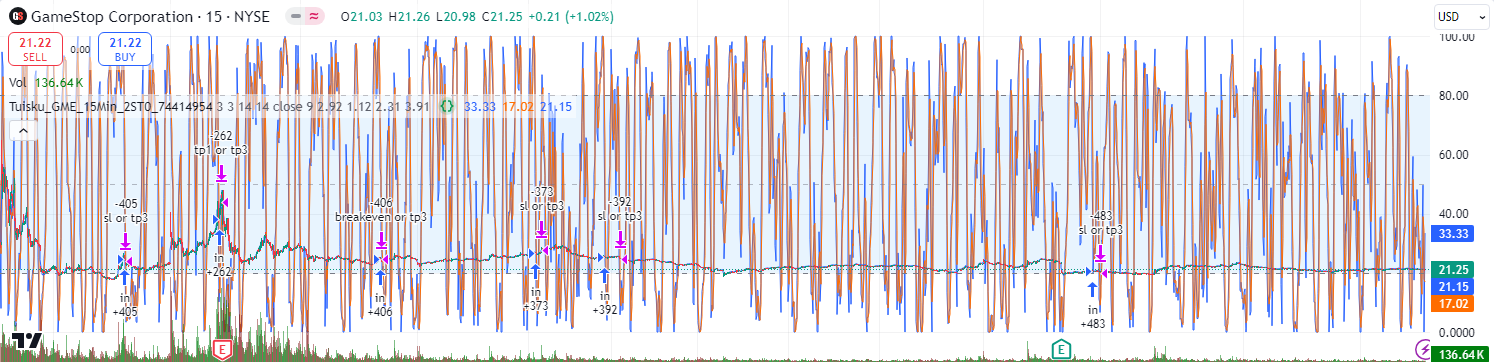 GameStop Corporation · 15 · NYSE O21.03 H21.26 L20.98 C21.25 +0.21 (+1.02%)
USD
21.22
SELL
0.00
21.22
BUY
Vol 136.64K
Tuisku_GME_15Min_2ST0_74414954 3 3 14 14 close 9 2.92 1.12 2.31 3.91 33.33 17.02 21.15
-262
tp1 or tp3
-405
sl or tp3
-406
breakeven or tp3
-373
sl or tp3
-392
sl or tp3
-483
sl or tp3
in
+262
in
+405
in
+406
in
+373
in
+392
in
+483
E
E
100.00
80.00
60.00
40.00
33.33
21.25
21.15
17.02
0.0000
136.64K